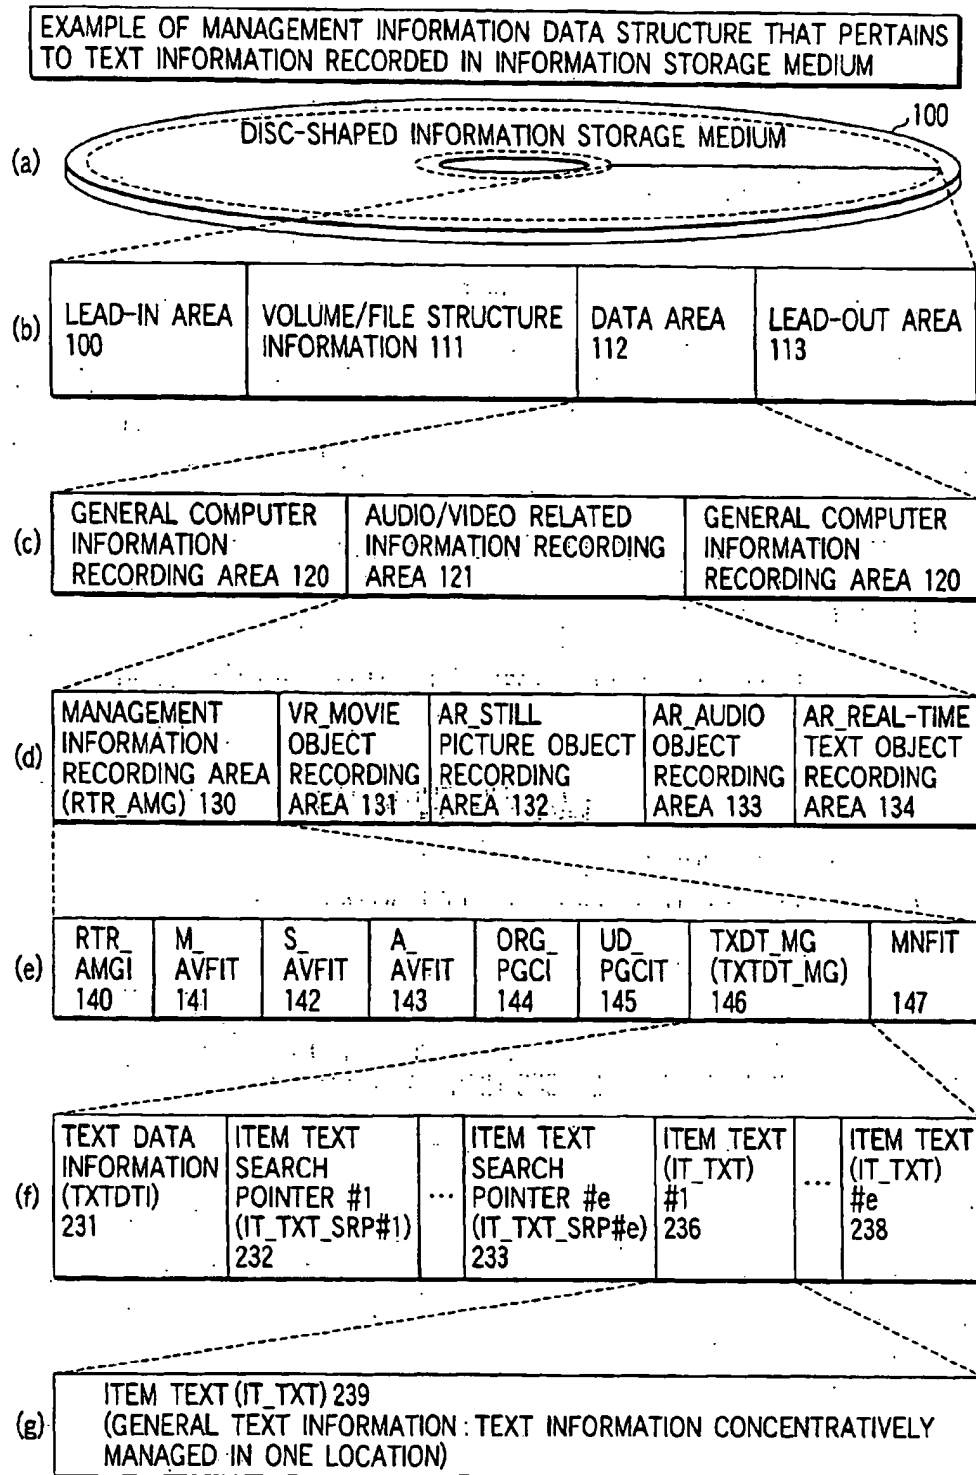 EXAMPLE OF MANAGEMENT INFORMATION DATA STRUCTURE THAT PERTAINS
TO TEXT INFORMATION RECORDED IN INFORMATION STORAGE MEDIUM
100
DISC-SHAPED INFORMATION STORAGE MEDIUM
(a)
(b)
LEAD-IN AREA
100
VOLUME/FILE STRUCTURE
INFORMATION 111
DATA AREA
112
LEAD-OUT AREA
113
(c)
GENERAL COMPUTER
INFORMATION
RECORDING AREA 120
AUDIO/VIDEO RELATED
INFORMATION RECORDING
AREA 121
GENERAL COMPUTER
INFORMATION
RECORDING AREA 120
(d)
MANAGEMENT
INFORMATION
RECORDING AREA
(RTR_AMG) 130
VR_MOVIE
OBJECT
RECORDING
AREA 131
AR_STILL
PICTURE OBJECT
RECORDING
AREA 132
AR_AUDIO
OBJECT
RECORDING
AREA 133
AR_REAL-TIME
TEXT OBJECT
RECORDING
AREA 134
(e)
RTR_
AMGI
140
M_
AVFIT
141
S_
AVFIT
142
A_
AVFIT
143
ORG_
PGCI
144
UD_
PGCIT
145
TXDT_MG
(TXTDT_MG)
146
MNFIT
147
(f)
TEXT DATA
INFORMATION
(TXTDTI)
231
ITEM TEXT
SEARCH
POINTER #1
(IT_TXT_SRP#1)
232
...
ITEM TEXT
SEARCH
POINTER #e
(IT_TXT_SRP#e)
233
ITEM TEXT
(IT_TXT)
#1
236
...
ITEM TEXT
(IT_TXT)
#e
238
(g)
ITEM TEXT (IT_TXT) 239
(GENERAL TEXT INFORMATION : TEXT INFORMATION CONCENTRATIVELY
MANAGED IN ONE LOCATION)